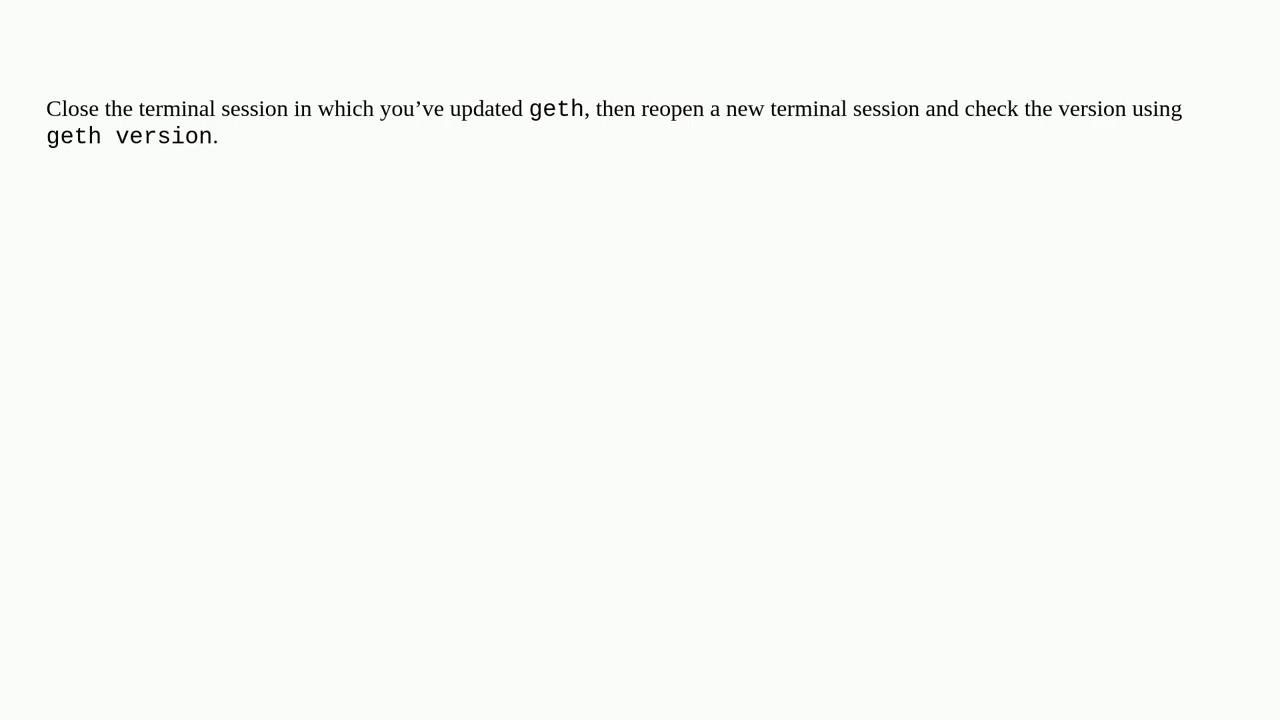 Close the terminal session in which you’ve updated geth, then reopen a new terminal session and check the version using
geth version.